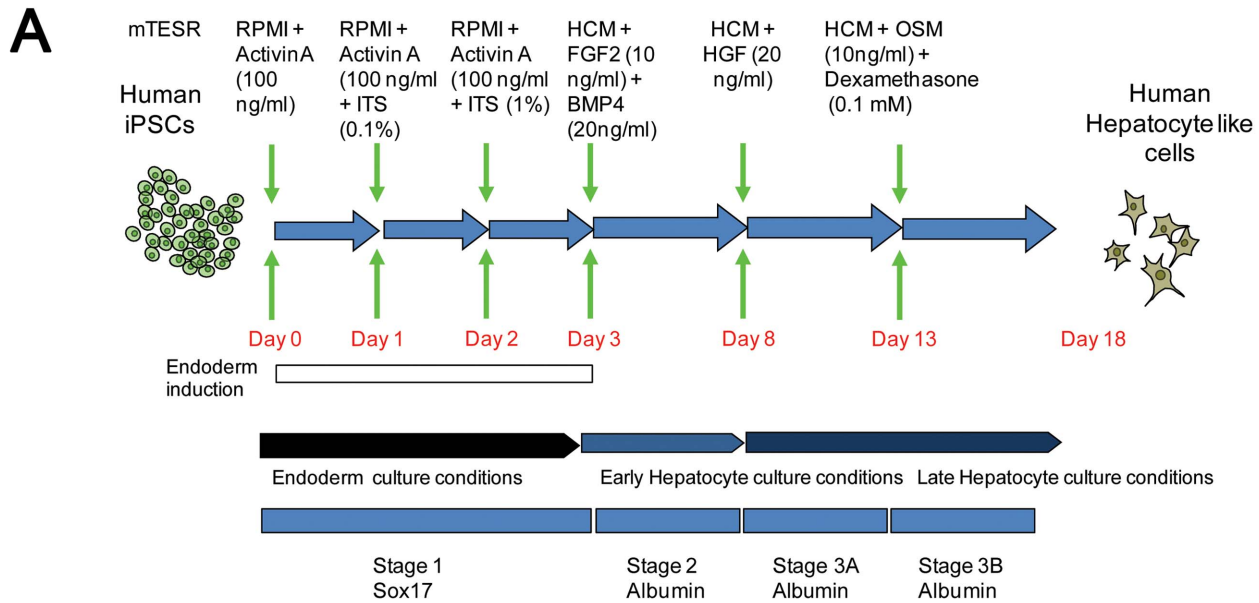 A
mTESR
Human
iPSCs
RPMI +
Activin A
(100
ng/ml)
RPMI +
Activin A
(100 ng/ml
+ ITS
(0.1%)
RPMI +
Activin A
(100 ng/ml
+ ITS (1%)
HCM +
FGF2 (10
ng/ml) +
BMP4
(20ng/ml)
HCM +
HGF (20
ng/ml)
HCM + OSM
(10ng/ml) +
Dexamethasone
(0.1 mM)
Human
Hepatocyte like
cells
Day 0
Day 1
Day 2
Day 3
Day 8
Day 13
Day 18
Endoderm
induction
Endoderm culture conditions
Early Hepatocyte culture conditions
Late Hepatocyte culture conditions
Stage 1
Sox17
Stage 2
Albumin
Stage 3A
Albumin
Stage 3B
Albumin